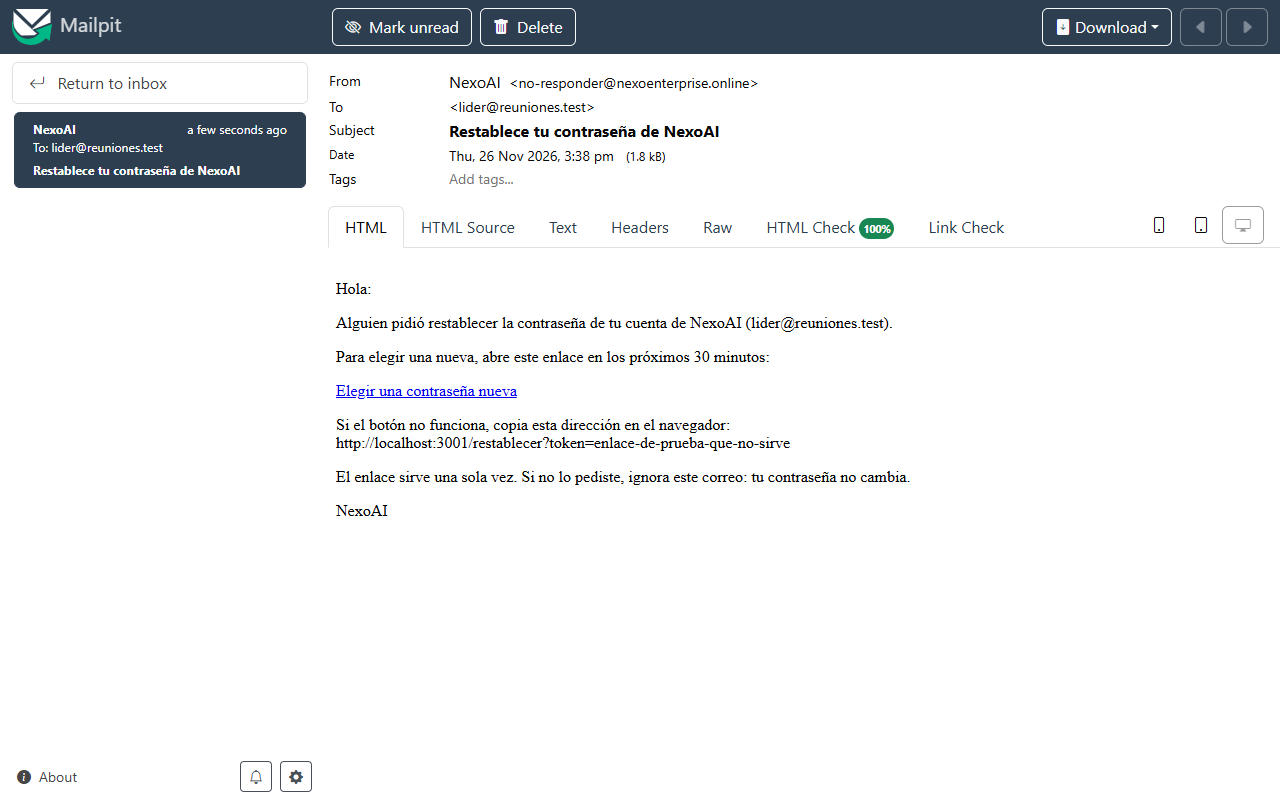 Mailpit
Mark unread
Delete
Download
Return to inbox
NexoAI a few seconds ago
To: lider@reuniones.test
Restablece tu contraseña de NexoAI
From NexoAI <no-responder@nexoenterprise.online>
To <lider@reuniones.test>
Subject Restablece tu contraseña de NexoAI
Date Thu, 26 Nov 2026, 3:38 pm (1.8 kB)
Tags Add tags...
HTML HTML Source Text Headers Raw HTML Check 100% Link Check
Hola:
Alguien pidió restablecer la contraseña de tu cuenta de NexoAI (lider@reuniones.test).
Para elegir una nueva, abre este enlace en los próximos 30 minutos:
Elegir una contraseña nueva
Si el botón no funciona, copia esta dirección en el navegador:
http://localhost:3001/restablecer?token=enlace-de-prueba-que-no-sirve
El enlace sirve una sola vez. Si no lo pediste, ignora este correo: tu contraseña no cambia.
NexoAI
About